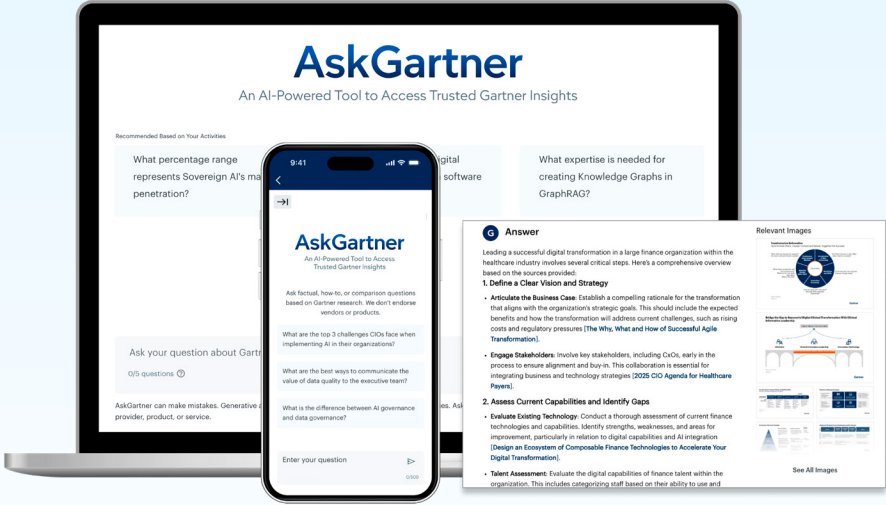 AskGartner
An AI-Powered Tool to Access Trusted Gartner Insights
Recommended Based on Your Activities
What percentage range
represents Sovereign AI's ma
penetration?
igital
software
What expertise is needed for
creating Knowledge Graphs in
GraphRAG?
Ask your question about Gartn
0/5 questions
AskGartner can make mistakes. Generative a
es. Ask
provider, product, or service.
9:41
AskGartner
An AI-Powered Tool to Access
Trusted Gartner Insights
Ask factual, how-to, or comparison questions
based on Gartner research. We don't endorse
vendors or products.
What are the top 3 challenges CIOs face when
implementing AI in their organizations?
What are the best ways to communicate the
value of data quality to the executive team?
What is the difference between AI governance
and data governance?
Enter your question
G Answer
Leading a successful digital transformation in a large finance organization within the
healthcare industry involves several critical steps. Here's a comprehensive overview
based on the sources provided:
1. Define a Clear Vision and Strategy
• Articulate the Business Case: Establish a compelling rationale for the transformation
that aligns with the organization's strategic goals. This should include the expected
benefits and how the transformation will address current challenges, such as rising
costs and regulatory pressures [The Why, What and How of Successful Agile
Transformation].
• Engage Stakeholders: Involve key stakeholders, including CxOs, early in the
process to ensure alignment and buy-in. This collaboration is essential for
integrating business and technology strategies [2025 CIO Agenda for Healthcare
Payers].
2. Assess Current Capabilities and Identify Gaps
• Evaluate Existing Technology: Conduct a thorough assessment of current finance
technologies and capabilities. Identify strengths, weaknesses, and areas for
improvement, particularly in relation to digital capabilities and AI integration
[Design an Ecosystem of Composable Finance Technologies to Accelerate Your
Digital Transformation].
• Talent Assessment: Evaluate the digital capabilities of finance talent within the
organization. This includes categorizing staff based on their ability to use and
Relevant Images
Gartner
Gartner
See All Images